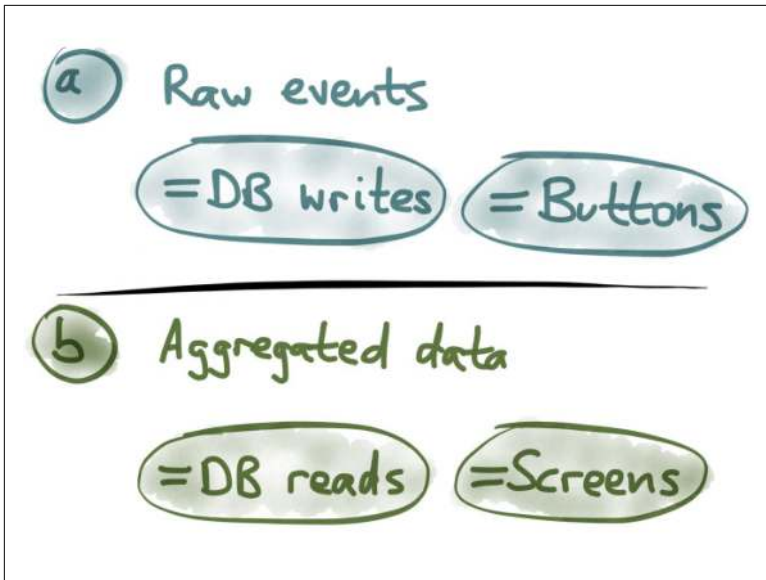 a Raw events
=DB writes =Buttons
b Aggregated data
=DB reads =Screens